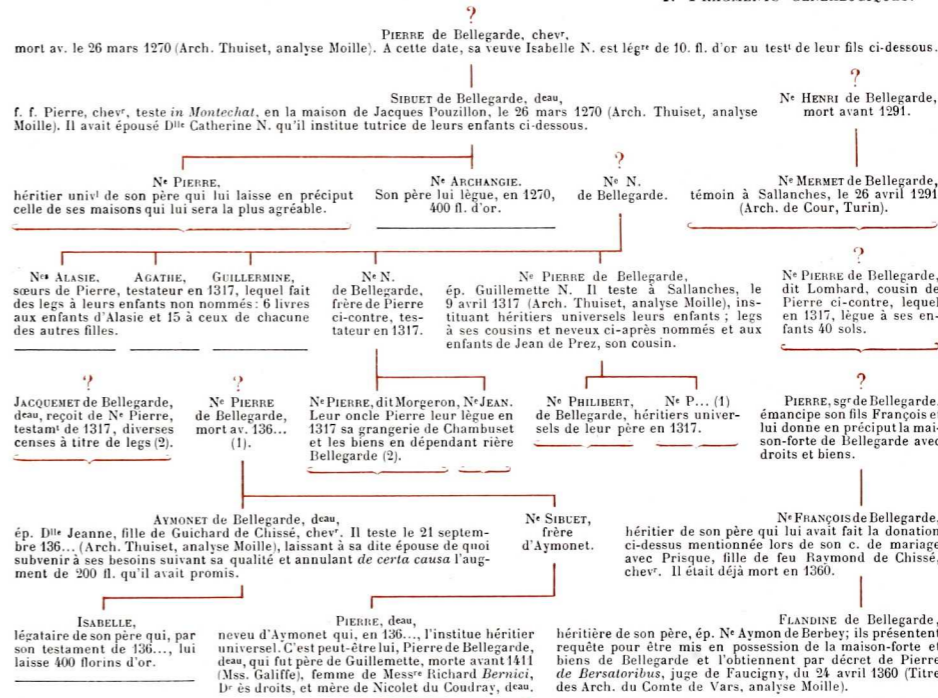 ?
PIERRE de Bellegarde, chevr,
mort av. le 26 mars 1270 (Arch. Thuiset, analyse Moille). A cette date, sa veuve Isabelle N. est légre de 10. fl. d'or au testt de leur fils ci-dessous.
?
SIBUET de Bellegarde, deau,
f. f. Pierre, chevr, teste in Montechat, en la maison de Jacques Pouzillon, le 26 mars 1270 (Arch. Thuiset, analyse
Moille). Il avait épousé Dlle Catherine N. qu'il institue tutrice de leurs enfants ci-dessous.
?
Ne HENRI de Bellegarde,
mort avant 1291.
Ne PIERRE,
héritier univl de son père qui lui laisse en préciput
celle de ses maisons qui lui sera la plus agréable.
Ne ARCHANGIE.
Son père lui lègue, en 1270,
400 fl. d'or.
?
Ne N.
de Bellegarde.
Ne MERMET de Bellegarde,
témoin à Sallanches, le 26 avril 1291
(Arch. de Cour, Turin).
Nes ALASIE. AGATHE, GUILLERMINE,
sœurs de Pierre, testateur en 1317, lequel fait
des legs à leurs enfants non nommés : 6 livres
aux enfants d'Alasie et 15 à ceux de chacune
des autres filles.
Ne N.
de Bellegarde,
frère de Pierre
ci-contre, tes-
tateur en 1317.
Ne PIERRE de Bellegarde,
ép. Guillemette N. Il teste à Sallanches, le
9 avril 1317 (Arch. Thuiset, analyse Moille), ins-
tituant héritiers universels leurs enfants ; legs
à ses cousins et neveux ci-après nommés et aux
enfants de Jean de Prez, son cousin.
?
Ne PIERRE de Bellegarde,
dit Lombard, cousin de
Pierre ci-contre, lequel
en 1317, lègue à ses en-
fants 40 sols.
?
JACQUEMET de Bellegarde,
deau, reçoit de Ne Pierre,
testamt de 1317, diverses
censes à titre de legs (2).
?
Ne PIERRE
de Bellegarde,
mort av. 136...
(1).
Ne PIERRE, dit Morgeron, Ne JEAN.
Leur oncle Pierre leur lègue en
1317 sa grangerie de Chambuset
et les biens en dépendant rière
Bellegarde (2).
Ne PHILIBERT, Ne P... (1)
de Bellegarde, héritiers univer-
sels de leur père en 1317.
?
PIERRE, sgr de Bellegarde,
émancipe son fils François et
lui donne en préciput la mai-
son-forte de Bellegarde avec
droits et biens.
AYMONET de Bellegarde, deau,
ép. Dlle Jeanne, fille de Guichard de Chissé, chevr. Il teste le 21 septem-
bre 136... (Arch. Thuiset, analyse Moille), laissant à sa dite épouse de quoi
subvenir à ses besoins suivant sa qualité et annulant de certa causa l'aug-
ment de 200 fl. qu'il avait promis.
Ne SIBUET,
frère
d'Aymonet.
Ne FRANÇOIS de Bellegarde,
héritier de son père qui lui avait fait la donation
ci-dessus mentionnée lors de son c. de mariage
avec Prisque, fille de feu Raymond de Chissé,
chevr. Il était déjà mort en 1360.
ISABELLE,
légataire de son père qui, par
son testament de 136..., lui
laisse 400 florins d'or.
PIERRE, deau,
neveu d'Aymonet qui, en 136..., l'institue héritier
universel. C'est peut-être lui, Pierre de Bellegarde,
deau, qui fut père de Guillemette, morte avant 1411
(Mss. Galiffe), femme de Messre Richard Bernici,
Dr ès droits, et mère de Nicolet du Coudray, deau.
FLANDINE de Bellegarde,
héritière de son père, ép. Ne Aymon de Berbey; ils présentent
requête pour être mis en possession de la maison-forte et
biens de Bellegarde et l'obtiennent par décret de Pierre
de Bersatoribus, juge de Faucigny, du 24 avril 1360 (Titre
des Arch. du Comte de Vars, analyse Moille).